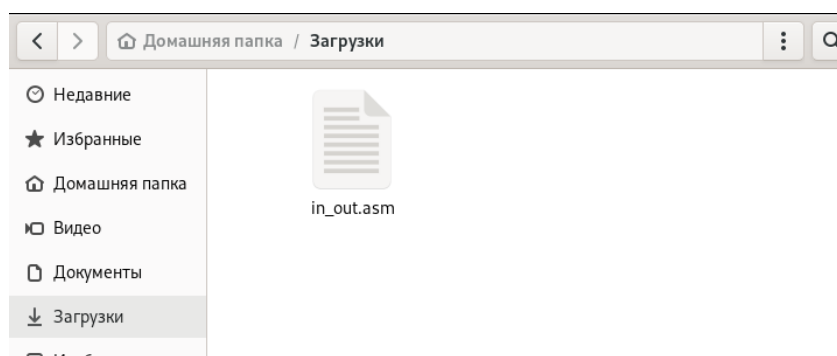 Домашняя папка / Загрузки
Недавние
Избранные
Домашняя папка
Видео
Документы
Загрузки
in_out.asm